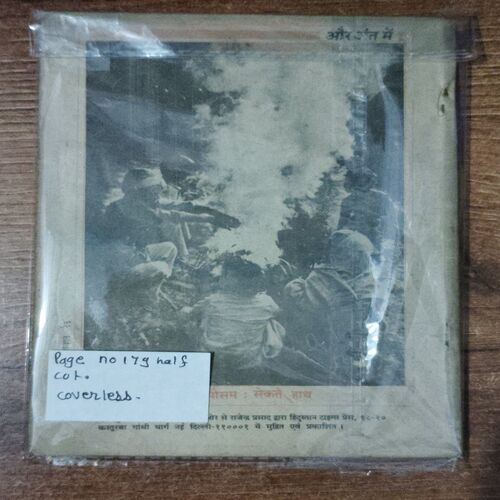 और अंत में
मौसम : सेंकते हाथ
ओर से राजेन्द्र प्रसाद द्वारा हिंदुस्तान टाइम्स प्रेस, १८-२०
कस्तूरबा गांधी मार्ग नई दिल्ली-११०००१ में मुद्रित एवं प्रकाशित ।
Page no 179 half
cut.
coverless.